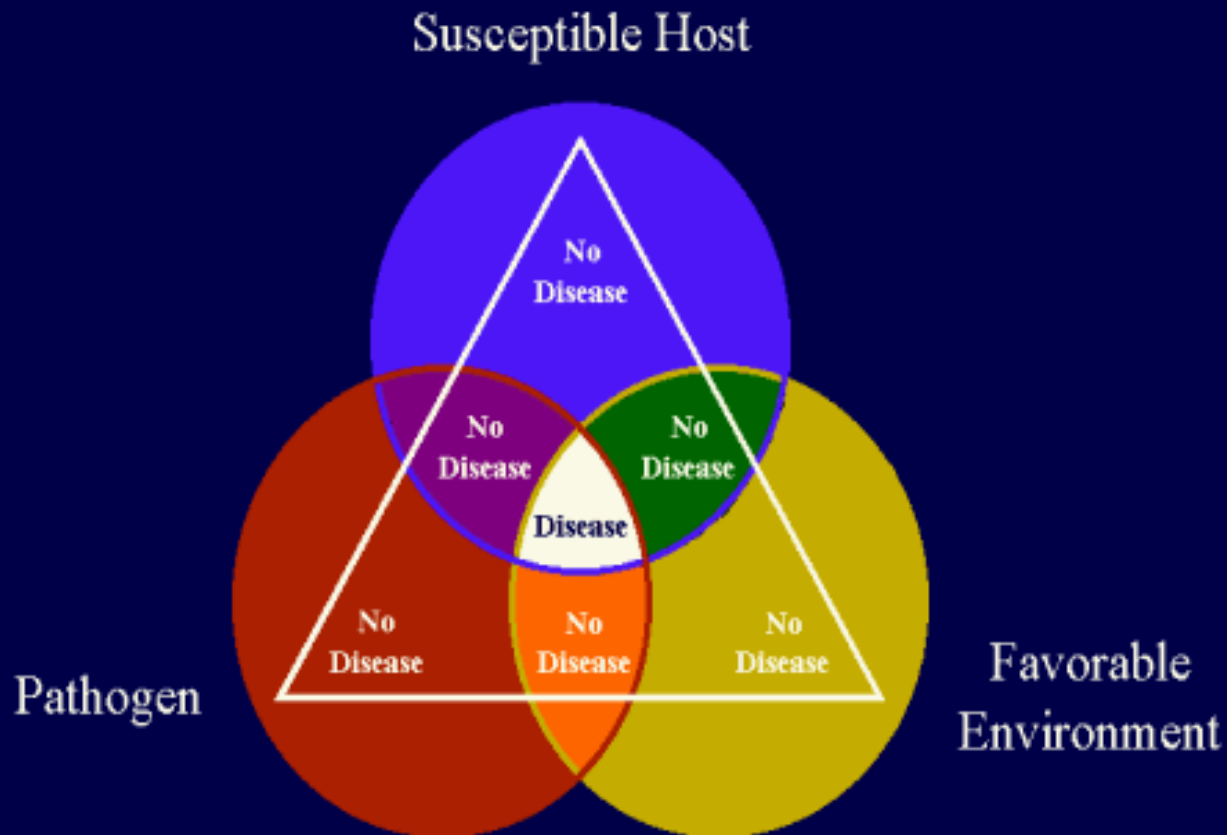 Susceptible Host
No
Disease
No
Disease
No
Disease
Disease
No
Disease
No
Disease
No
Disease
Pathogen
Favorable
Environment